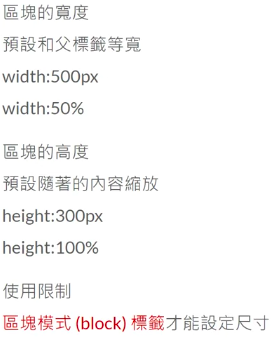 區塊的寬度
預設和父標籤等寬
width:500px
width:50%
區塊的高度
預設隨著的內容縮放
height:300px
height:100%
使用限制
區塊模式 (block) 標籤才能設定尺寸